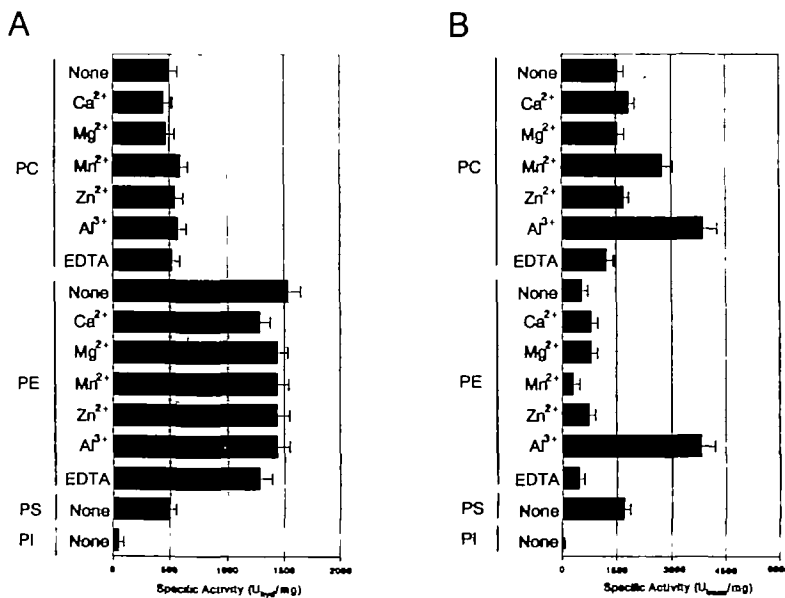 A
PC
None
Ca2+
Mg2+
Mn2+
Zn2+
Al3+
EDTA
PE
None
Ca2+
Mg2+
Mn2+
Zn2+
Al3+
EDTA
PS None
PI None
0 500 1000 1500 2000
Specific Activity (Uhyd/mg)
B
PC
None
Ca2+
Mg2+
Mn2+
Zn2+
Al3+
EDTA
PE
None
Ca2+
Mg2+
Mn2+
Zn2+
Al3+
EDTA
PS None
PI None
0 1500 3000 4500
Specific Activity (